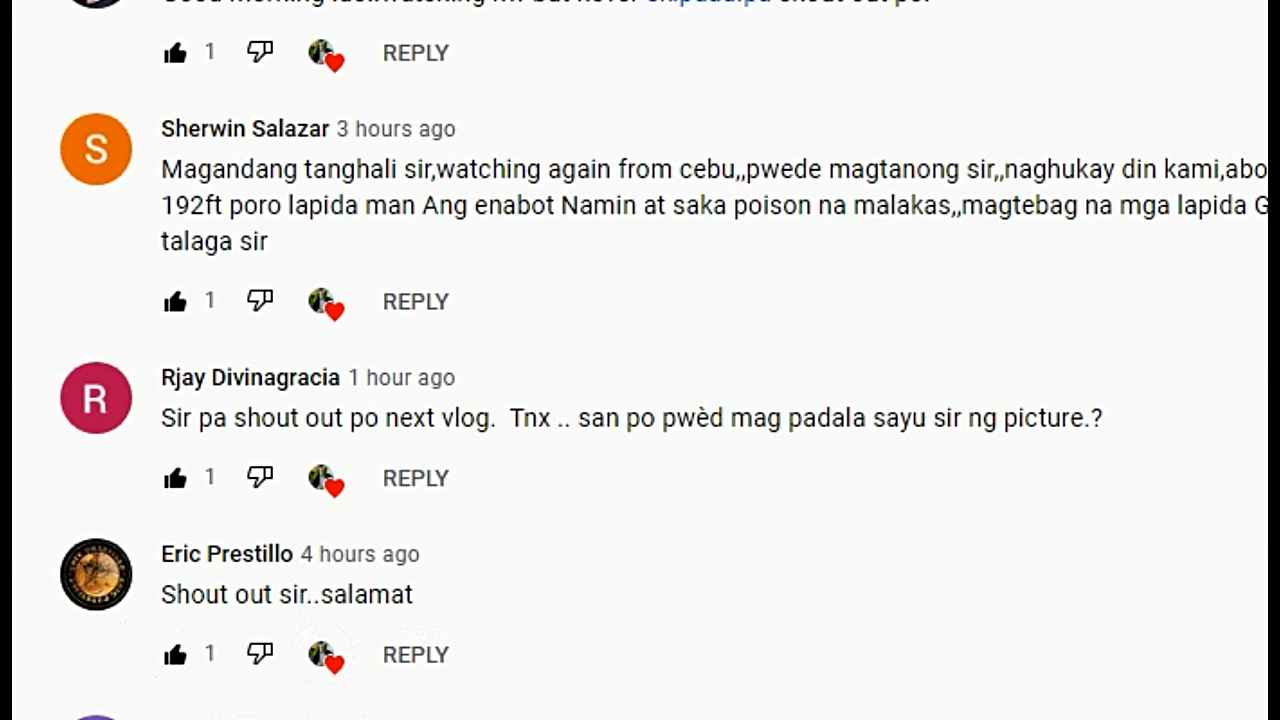 1 REPLY
S
Sherwin Salazar 3 hours ago
Magandang tanghali sir,watching again from cebu,,pwede magtanong sir,,naghukay din kami,abo
192ft poro lapida man Ang enabot Namin at saka poison na malakas,,magtebag na mga lapida G
talaga sir
1 REPLY
R
Rjay Divinagracia 1 hour ago
Sir pa shout out po next vlog. Tnx .. san po pwèd mag padala sayu sir ng picture.?
1 REPLY
Eric Prestillo 4 hours ago
Shout out sir..salamat
1 REPLY